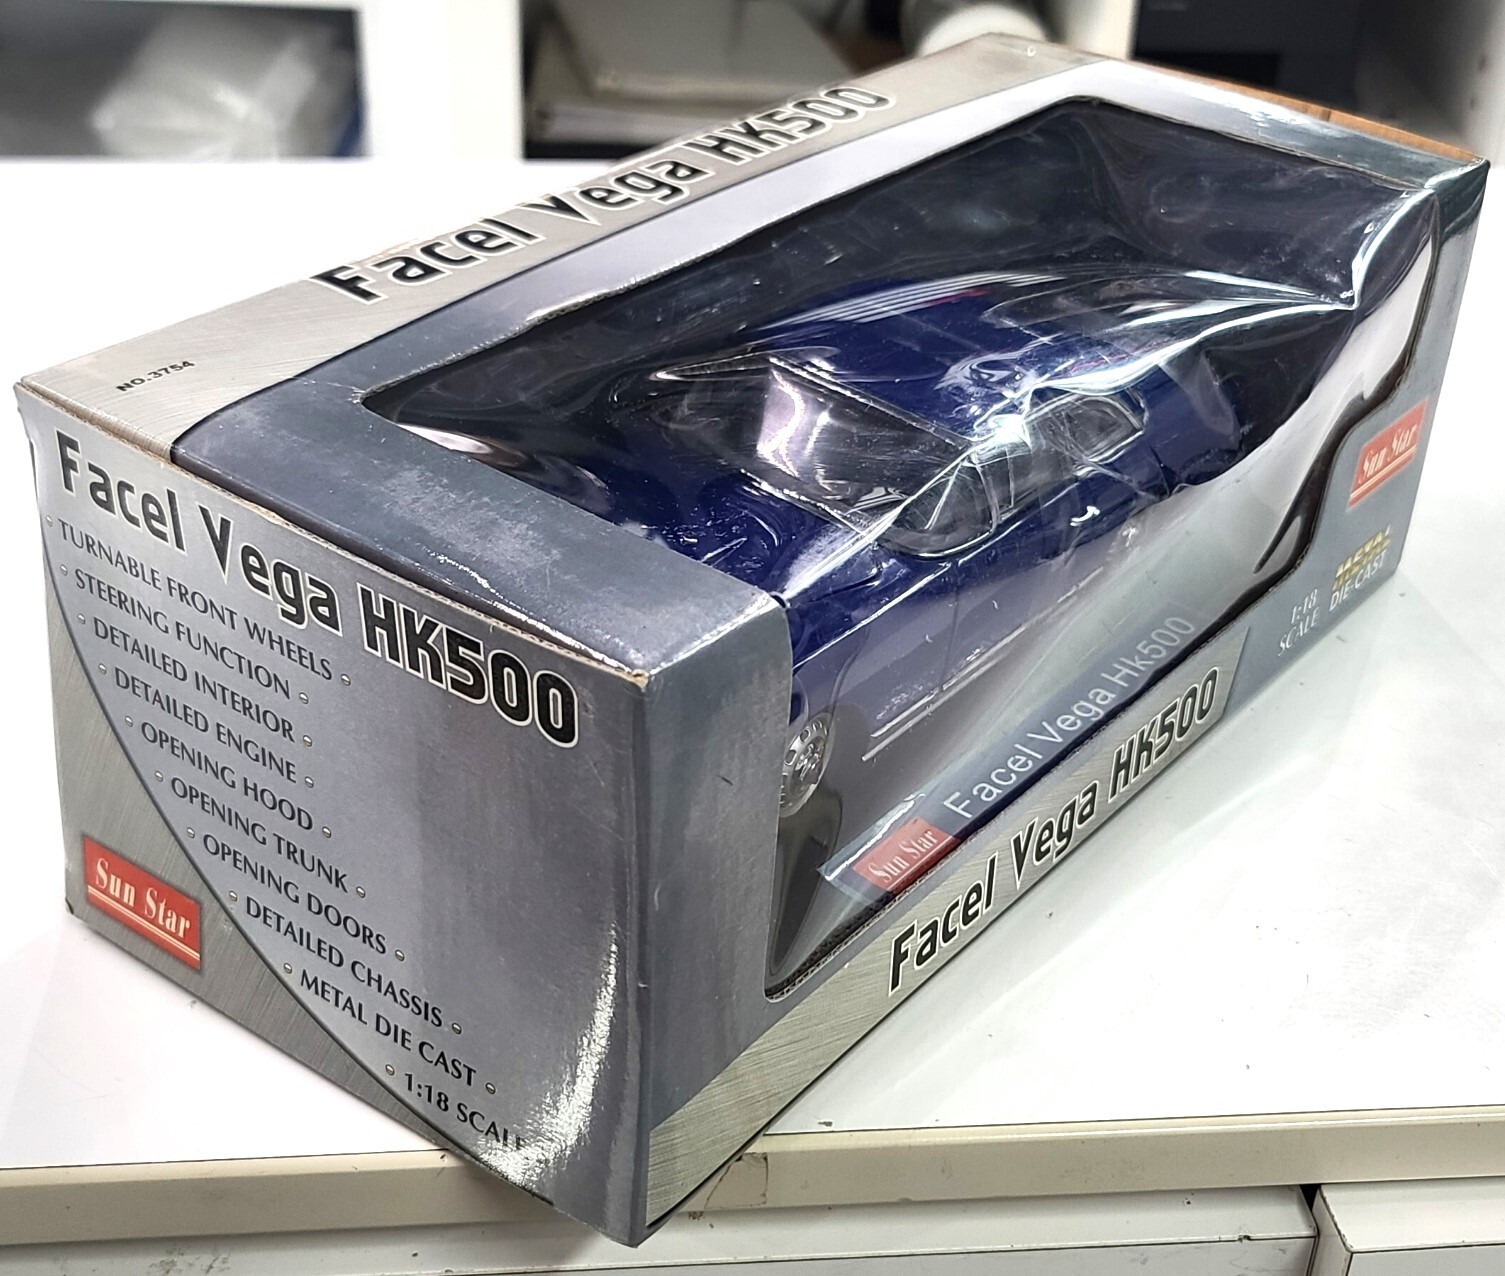 Facel Vega HK500
NO.3754
Facel Vega HK500
TURNABLE FRONT WHEELS
STEERING FUNCTION
DETAILED INTERIOR
DETAILED ENGINE
OPENING HOOD
OPENING TRUNK
OPENING DOORS
DETAILED CHASSIS
METAL DIE CAST
1:18 SCALE
Sun Star
Sun Star
METAL
DIE-CAST
1:18
SCALE
Facel Vega Hk500
Sun Star
Facel Vega HK500